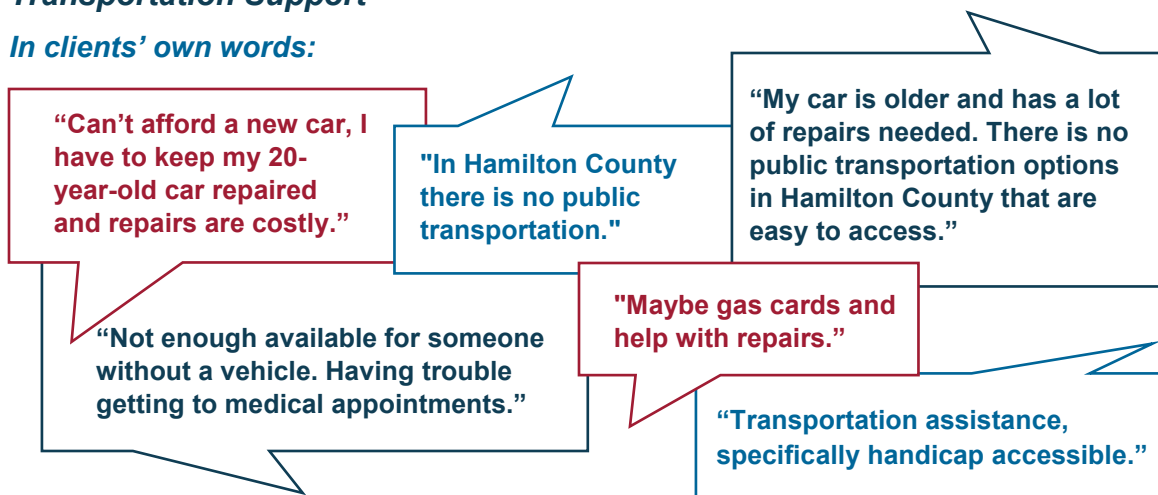 Transportation Support
In clients’ own words:
“Can’t afford a new car, I
have to keep my 20-
year-old car repaired
and repairs are costly.”
"In Hamilton County
there is no public
transportation."
“My car is older and has a lot
of repairs needed. There is no
public transportation options
in Hamilton County that are
easy to access.”
“Not enough available for someone
without a vehicle. Having trouble
getting to medical appointments.”
"Maybe gas cards and
help with repairs.”
“Transportation assistance,
specifically handicap accessible.”